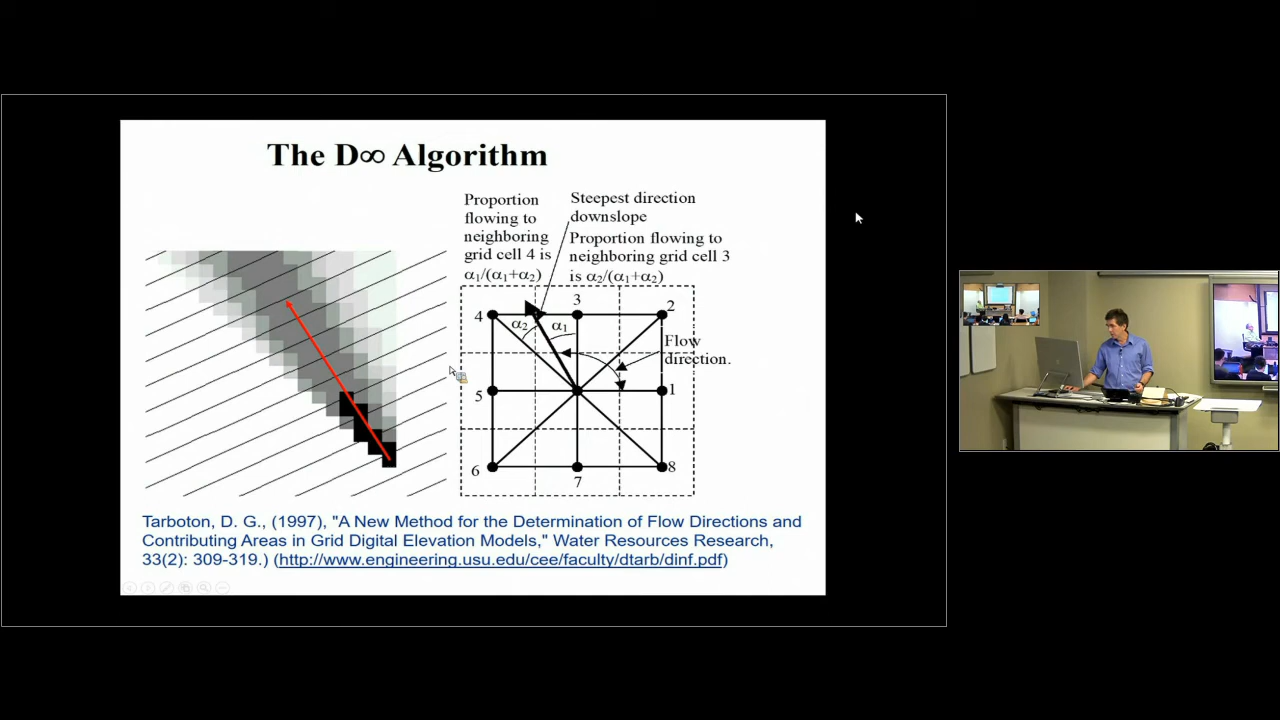 The D∞ Algorithm
Proportion
flowing to
neighboring
grid cell 4 is
α1/(α1+α2)
Steepest direction
downslope
Proportion flowing to
neighboring grid cell 3
is α2/(α1+α2)
3
4
2
α2
α1
Flow
direction.
5
1
6
7
8
Tarboton, D. G., (1997), "A New Method for the Determination of Flow Directions and
Contributing Areas in Grid Digital Elevation Models," Water Resources Research,
33(2): 309-319.) (http://www.engineering.usu.edu/cee/faculty/dtarb/dinf.pdf)